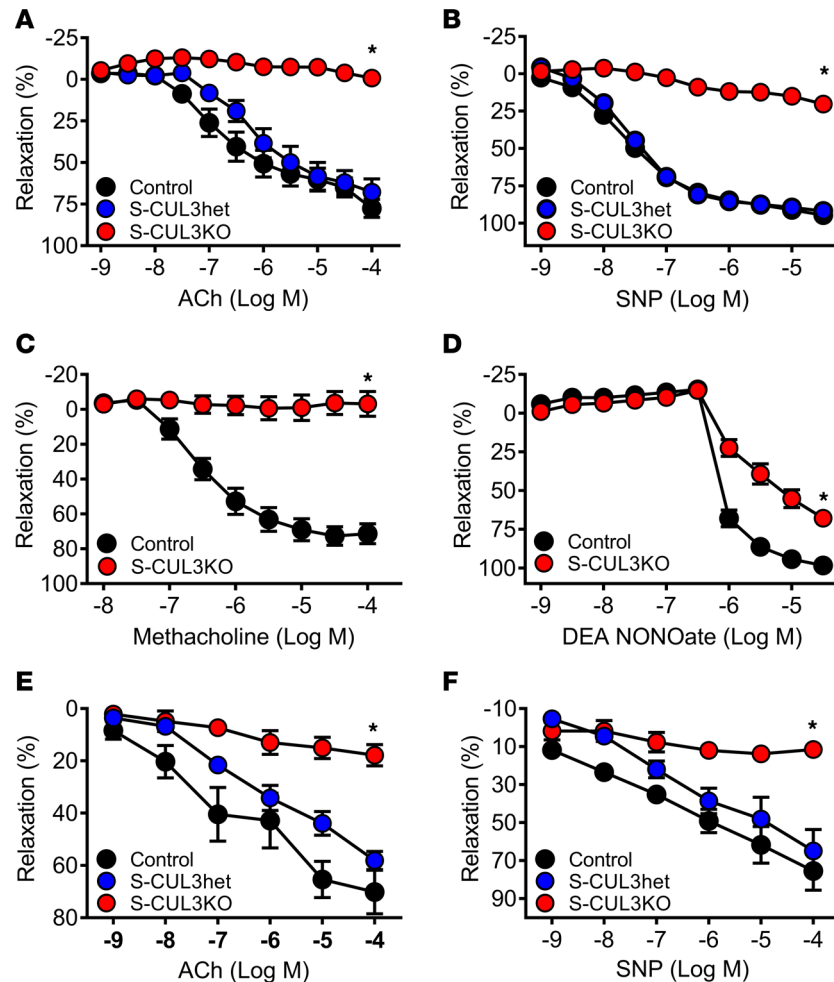 A
Relaxation (%)
-25
0
25
50
75
100
*
Control
S-CUL3het
S-CUL3KO
-9 -8 -7 -6 -5 -4
ACh (Log M)
B
Relaxation (%)
-25
0
25
50
75
100
*
Control
S-CUL3het
S-CUL3KO
-9 -8 -7 -6 -5
SNP (Log M)
C
Relaxation (%)
-20
0
20
40
60
80
100
*
Control
S-CUL3KO
-8 -7 -6 -5 -4
Methacholine (Log M)
D
Relaxation (%)
-25
0
25
50
75
100
*
Control
S-CUL3KO
-9 -8 -7 -6 -5
DEA NONOate (Log M)
E
Relaxation (%)
0
20
40
60
80
*
Control
S-CUL3het
S-CUL3KO
-9 -8 -7 -6 -5 -4
ACh (Log M)
F
Relaxation (%)
-10
10
30
50
70
90
*
Control
S-CUL3het
S-CUL3KO
-9 -8 -7 -6 -5 -4
SNP (Log M)